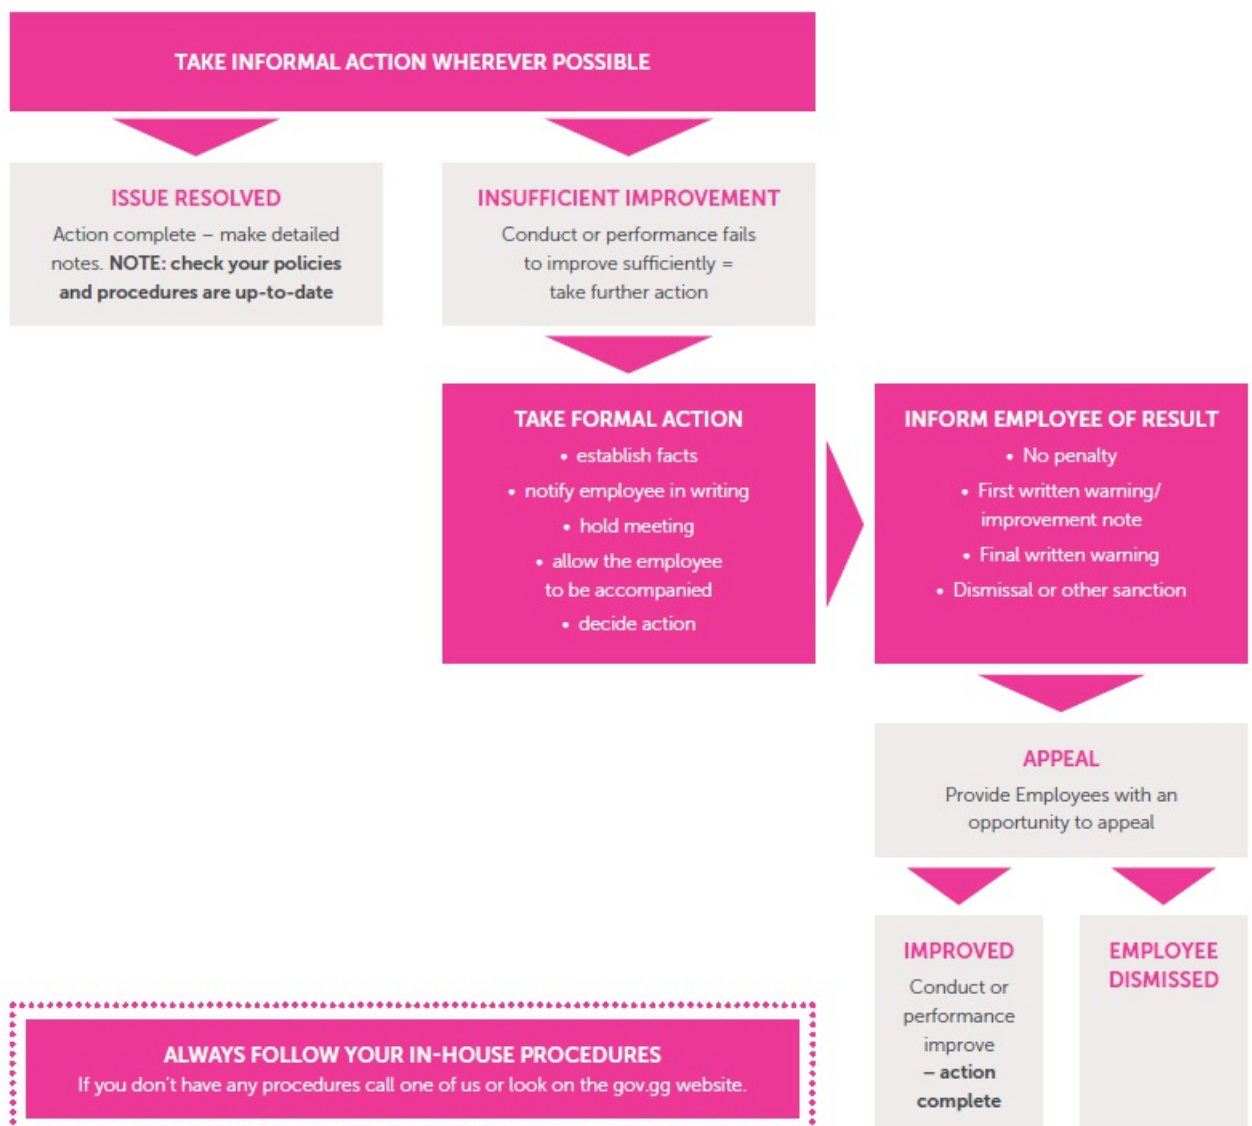 TAKE INFORMAL ACTION WHEREVER POSSIBLE
ISSUE RESOLVED
Action complete – make detailed
notes. NOTE: check your policies
and procedures are up-to-date
INSUFFICIENT IMPROVEMENT
Conduct or performance fails
to improve sufficiently =
take further action
TAKE FORMAL ACTION
• establish facts
• notify employee in writing
• hold meeting
• allow the employee
to be accompanied
• decide action
INFORM EMPLOYEE OF RESULT
• No penalty
• First written warning/
improvement note
• Final written warning
• Dismissal or other sanction
APPEAL
Provide Employees with an
opportunity to appeal
IMPROVED
Conduct or
performance
improve
– action
complete
EMPLOYEE
DISMISSED
ALWAYS FOLLOW YOUR IN-HOUSE PROCEDURES
If you don't have any procedures call one of us or look on the gov.gg website.